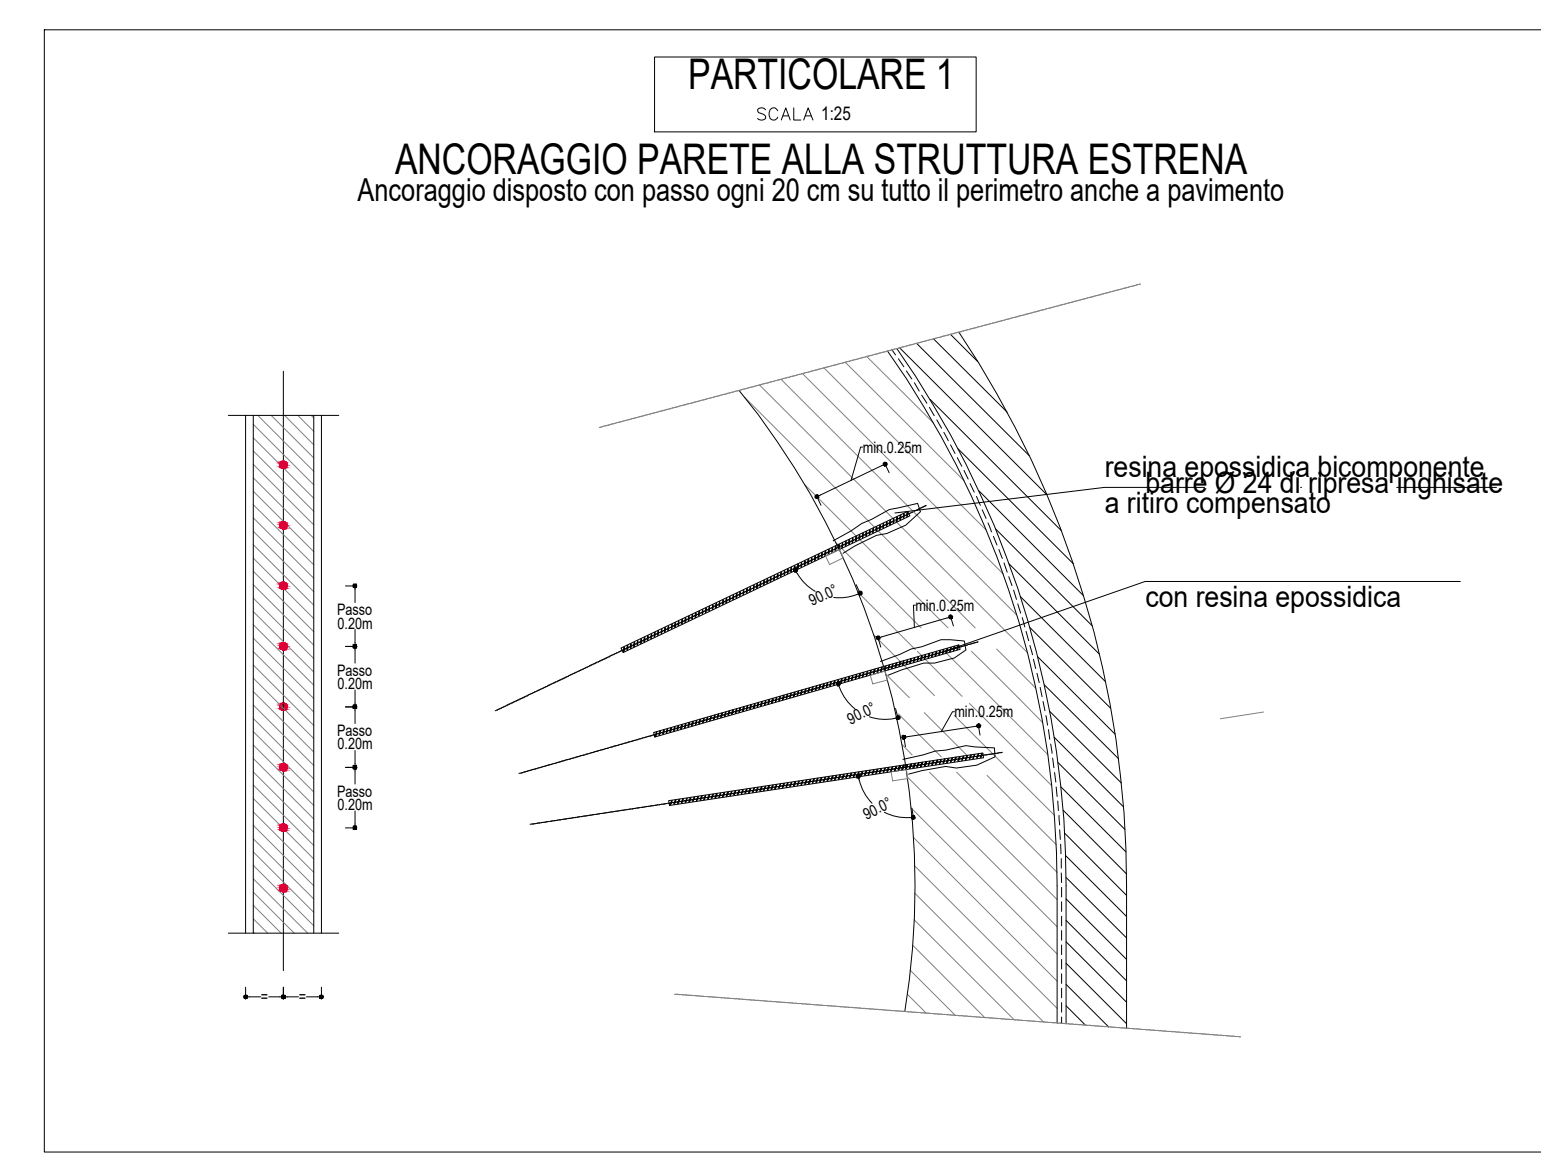 PARTICOLARE 1
SCALA 1:25
ANCORAGGIO PARETE ALLA STRUTTURA ESTRENA
Ancoraggio disposto con passo ogni 20 cm su tutto il perimetro anche a pavimento
min.0.25m
resina epossidica bicomponente
barre Ø 24 di ripresa inghisate
a ritiro compensato
90.0°
min.0.25m
con resina epossidica
Passo
0.20m
Passo
0.20m
90.0°
min.0.25m
Passo
0.20m
Passo
0.20m
90.0°
= =